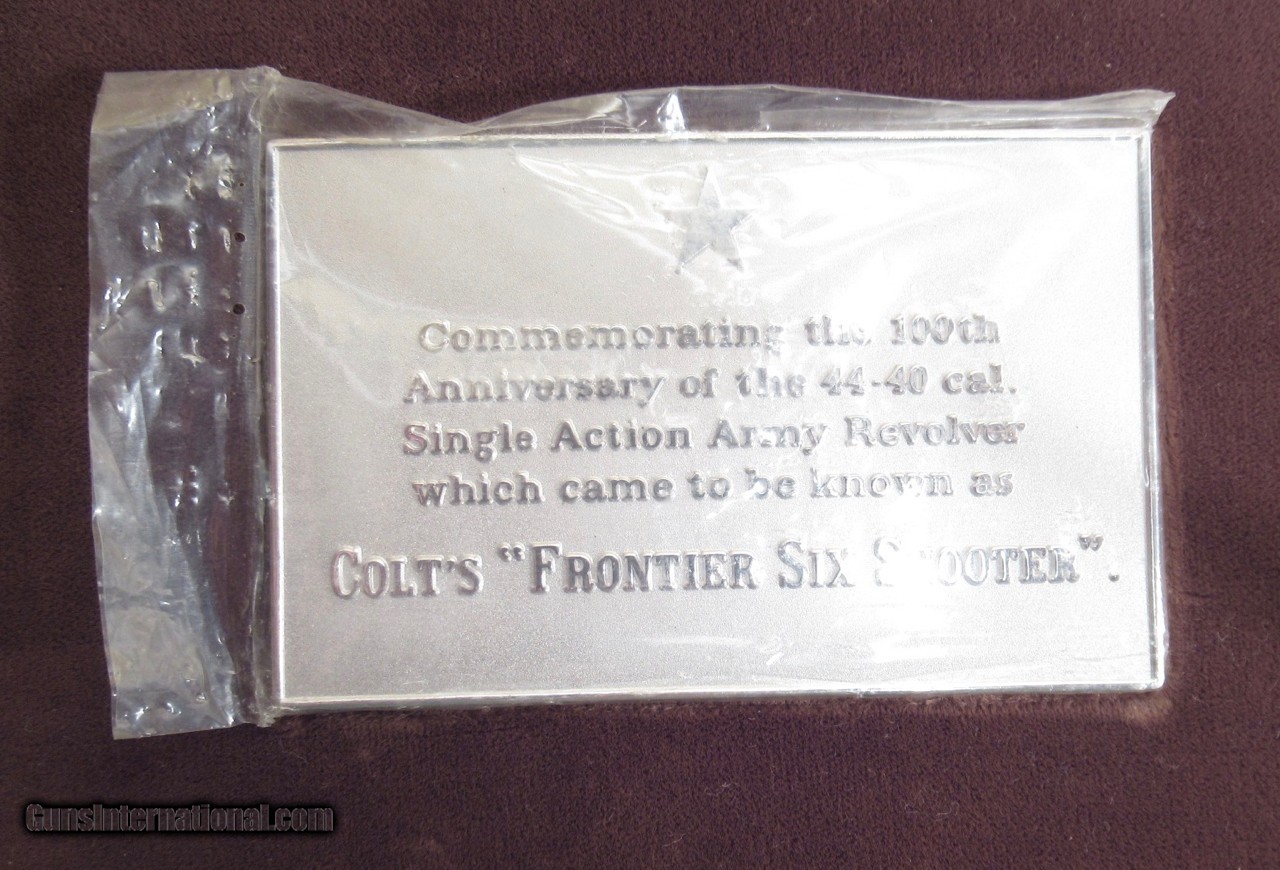 Commemorating the 100th
Anniversary of the 44-40 cal.
Single Action Army Revolver
which came to be known as
COLT'S "FRONTIER SIX SHOOTER".
GunsInternational.com